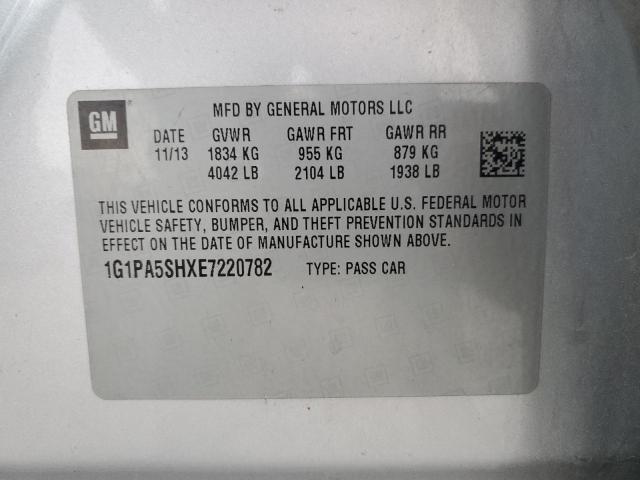 GM
MFD BY GENERAL MOTORS LLC
DATE GVWR GAWR FRT GAWR RR
11/13 1834 KG 955 KG 879 KG
4042 LB 2104 LB 1938 LB
THIS VEHICLE CONFORMS TO ALL APPLICABLE U.S. FEDERAL MOTOR
VEHICLE SAFETY, BUMPER, AND THEFT PREVENTION STANDARDS IN
EFFECT ON THE DATE OF MANUFACTURE SHOWN ABOVE.
1G1PA5SHXE7220782 TYPE: PASS CAR